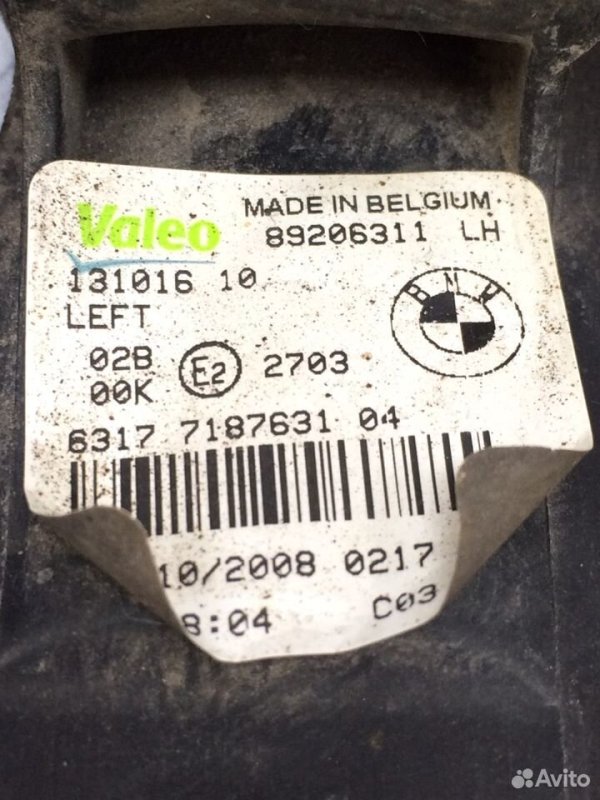 Valeo MADE IN BELGIUM
89206311 LH
131016 10
LEFT
BMW
02B E2 2703
00K
6317 7187631 04
10/2008 0217
8:04 C03
Avito